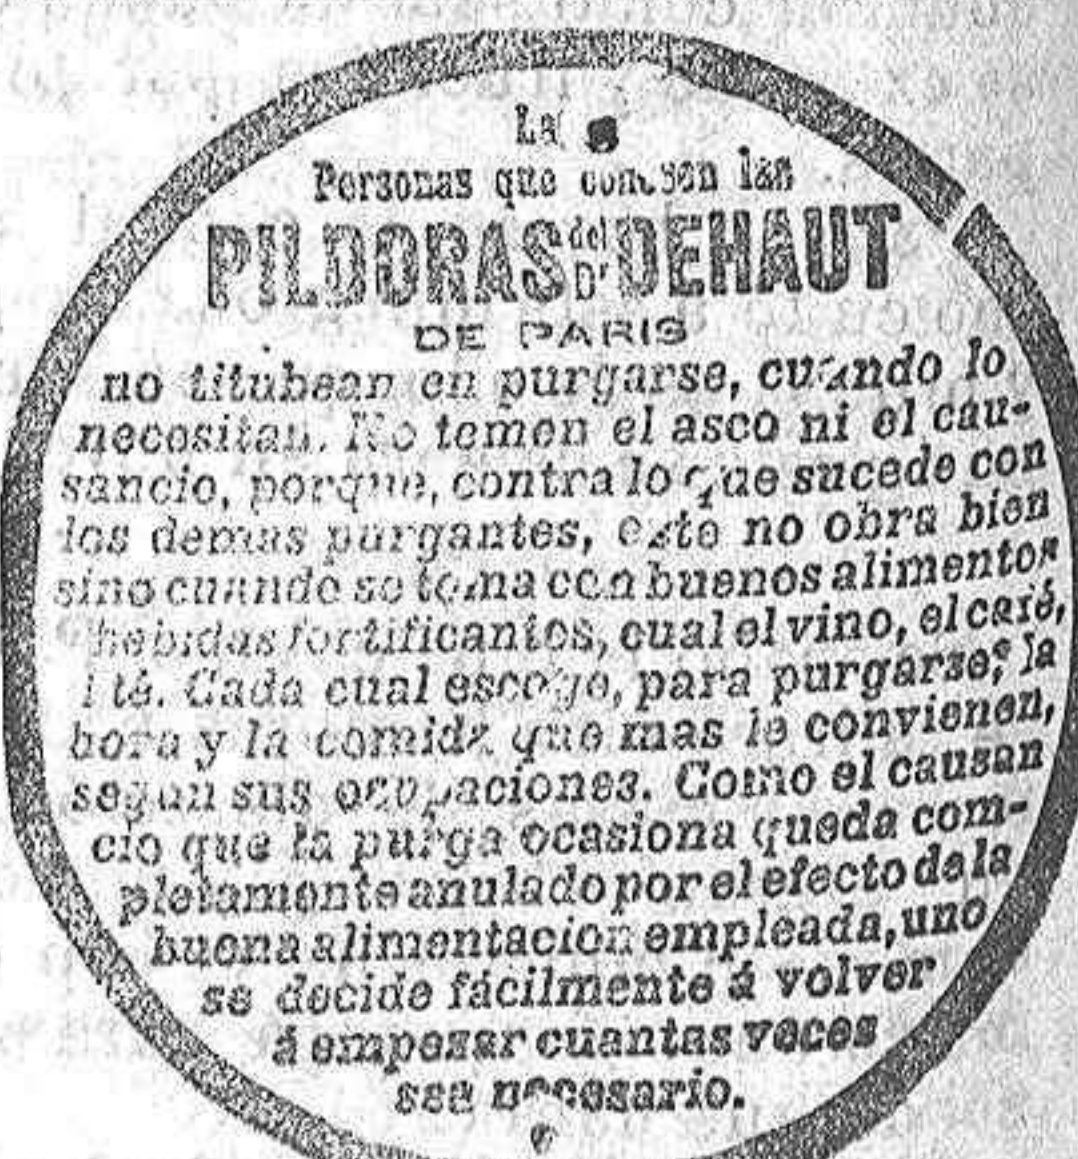 Las
Personas que conocen las
PILDORAS del Dr DEHAUT
DE PARIS
no titubean en purgarse, cuando lo
necesitan. No temen el asco ni el cau-
sancio, porque, contra lo que sucede con
los demas purgantes, este no obra bien
sino cuando se toma con buenos alimentos
bebidas fortificantes, cual el vino, el café,
l té. Cada cual escoge, para purgarse, la
hora y la comida que mas le convienen,
segun sus ocupaciones. Como el causan
cio que la purga ocasiona queda com-
pletamente anulado por el efecto de la
buena alimentacion empleada, uno
se decide fácilmente á volver
á empezar cuantas veces
sea necesario.